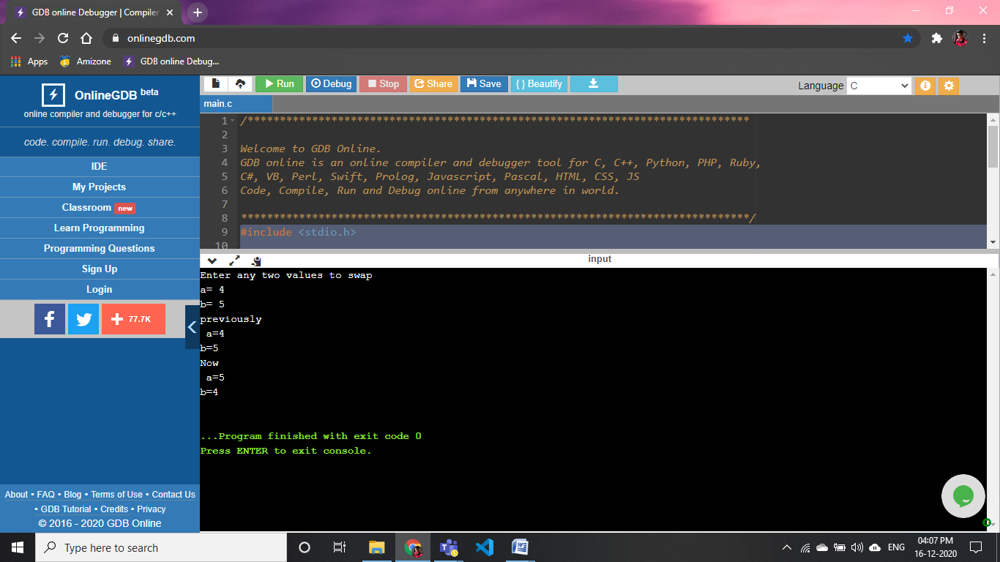 GDB online Debugger | Compiler
onlinegdb.com
Apps
Amizone
GDB online Debug...
OnlineGDB beta
online compiler and debugger for c/c++
code. compile. run. debug. share.
IDE
My Projects
Classroom new
Learn Programming
Programming Questions
Sign Up
Login
77.7K
About • FAQ • Blog • Terms of Use • Contact Us
• GDB Tutorial • Credits • Privacy
© 2016 - 2020 GDB Online
Run
Debug
Stop
Share
Save
{ } Beautify
Language C
main.c
1 /******************************************************************************
2
3 Welcome to GDB Online.
4 GDB online is an online compiler and debugger tool for C, C++, Python, PHP, Ruby,
5 C#, VB, Perl, Swift, Prolog, Javascript, Pascal, HTML, CSS, JS
6 Code, Compile, Run and Debug online from anywhere in world.
7
8 *******************************************************************************/
9 #include <stdio.h>
10
input
Enter any two values to swap
a= 4
b= 5
previously
a=4
b=5
Now
a=5
b=4
...Program finished with exit code 0
Press ENTER to exit console.
Type here to search
ENG
04:07 PM
16-12-2020